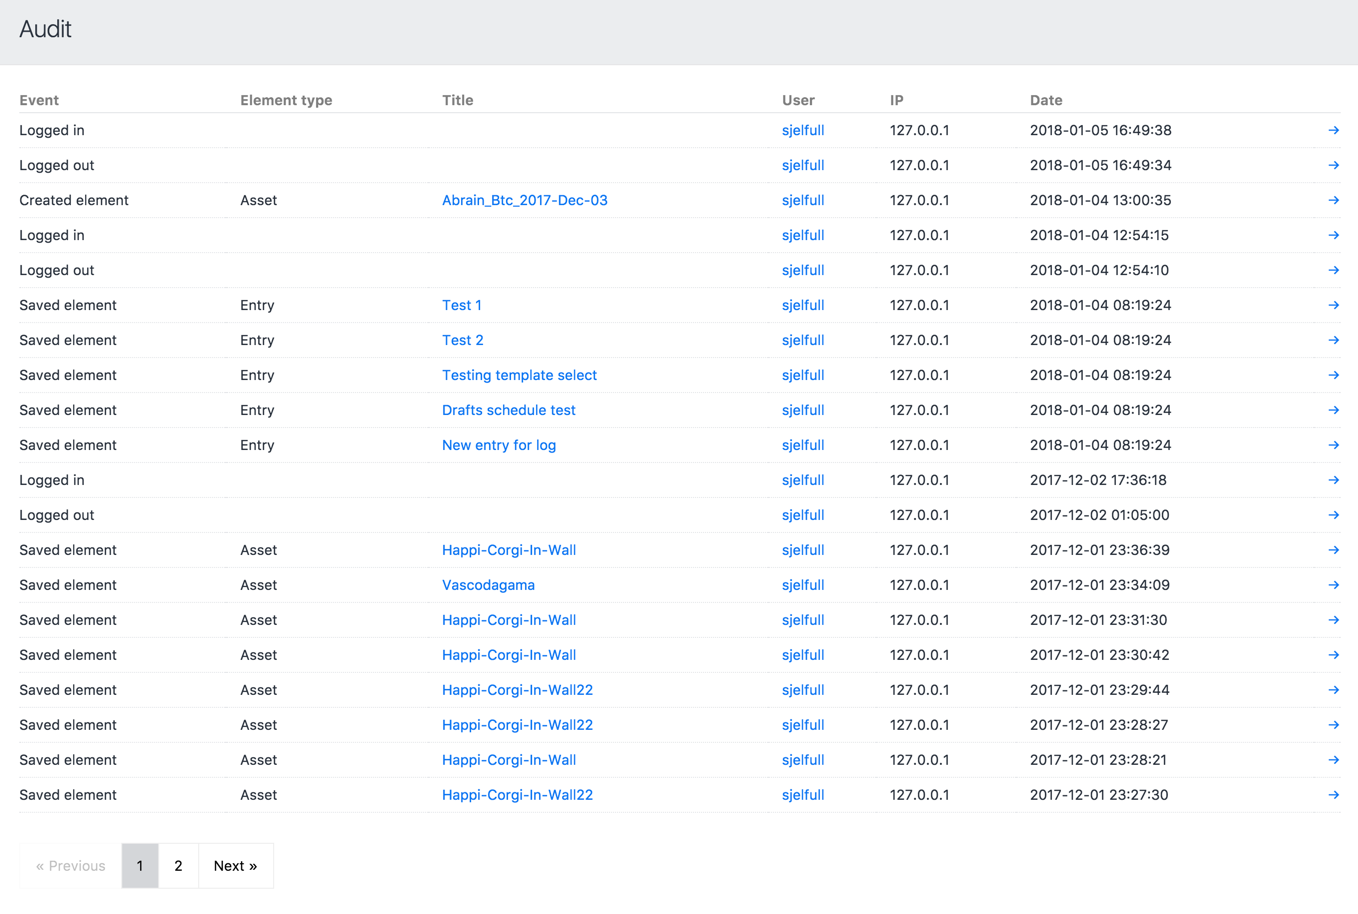 Audit
Event Element type Title User IP Date
Logged in sjelfull 127.0.0.1 2018-01-05 16:49:38 →
Logged out sjelfull 127.0.0.1 2018-01-05 16:49:34 →
Created element Asset Abrain_Btc_2017-Dec-03 sjelfull 127.0.0.1 2018-01-04 13:00:35 →
Logged in sjelfull 127.0.0.1 2018-01-04 12:54:15 →
Logged out sjelfull 127.0.0.1 2018-01-04 12:54:10 →
Saved element Entry Test 1 sjelfull 127.0.0.1 2018-01-04 08:19:24 →
Saved element Entry Test 2 sjelfull 127.0.0.1 2018-01-04 08:19:24 →
Saved element Entry Testing template select sjelfull 127.0.0.1 2018-01-04 08:19:24 →
Saved element Entry Drafts schedule test sjelfull 127.0.0.1 2018-01-04 08:19:24 →
Saved element Entry New entry for log sjelfull 127.0.0.1 2018-01-04 08:19:24 →
Logged in sjelfull 127.0.0.1 2017-12-02 17:36:18 →
Logged out sjelfull 127.0.0.1 2017-12-02 01:05:00 →
Saved element Asset Happi-Corgi-In-Wall sjelfull 127.0.0.1 2017-12-01 23:36:39 →
Saved element Asset Vascodagama sjelfull 127.0.0.1 2017-12-01 23:34:09 →
Saved element Asset Happi-Corgi-In-Wall sjelfull 127.0.0.1 2017-12-01 23:31:30 →
Saved element Asset Happi-Corgi-In-Wall sjelfull 127.0.0.1 2017-12-01 23:30:42 →
Saved element Asset Happi-Corgi-In-Wall22 sjelfull 127.0.0.1 2017-12-01 23:29:44 →
Saved element Asset Happi-Corgi-In-Wall22 sjelfull 127.0.0.1 2017-12-01 23:28:27 →
Saved element Asset Happi-Corgi-In-Wall sjelfull 127.0.0.1 2017-12-01 23:28:21 →
Saved element Asset Happi-Corgi-In-Wall22 sjelfull 127.0.0.1 2017-12-01 23:27:30 →
« Previous 1 2 Next »